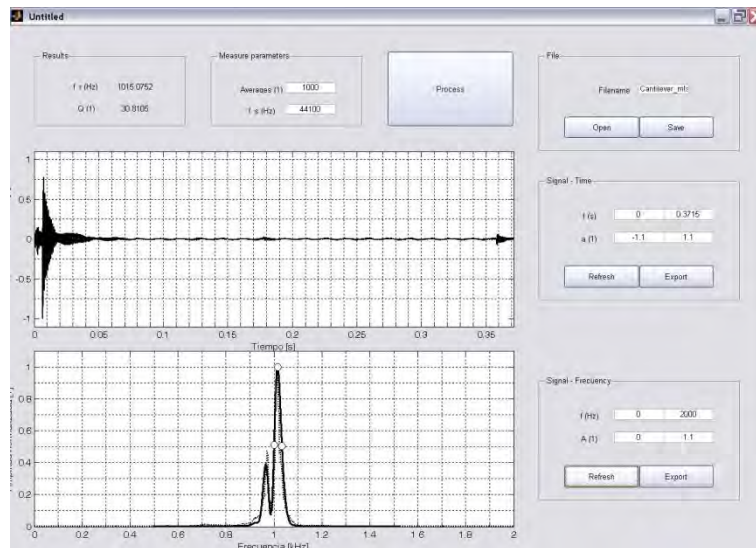 Untitled
Results
f r (Hz) 1015.0752
Q (1) 30.8105
Measure parameters
Averages (1) 1000
f s (Hz) 44100
Process
File
Filename Cantilever_mfc
Open Save
1
0.5
0
-0.5
-1
0 0.05 0.1 0.15 0.2 0.25 0.3 0.35
Tiempo [s]
Signal - Time
t (s) 0 0.3715
a (1) -1.1 1.1
Refresh Export
1
0.8
0.6
0.4
0.2
0
0 0.2 0.4 0.6 0.8 1 1.2 1.4 1.6 1.8 2
Frecuencia [kHz]
Signal - Frecuency
f (Hz) 0 2000
A (1) 0 1.1
Refresh Export